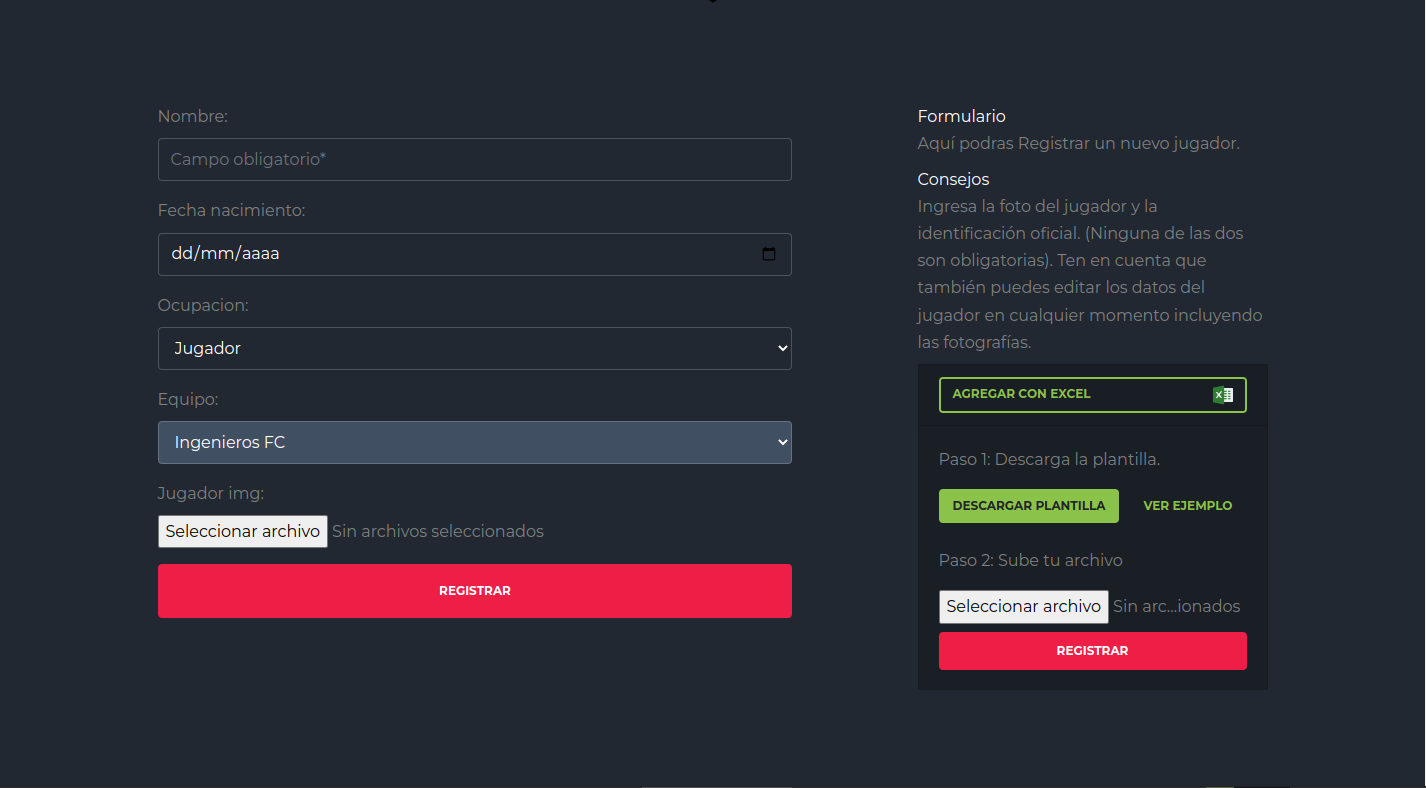 Nombre:
Campo obligatorio*
Fecha nacimiento:
dd/mm/aaaa
Ocupacion:
Jugador
Equipo:
Ingenieros FC
Jugador img:
Seleccionar archivo Sin archivos seleccionados
REGISTRAR
Formulario
Aquí podras Registrar un nuevo jugador.
Consejos
Ingresa la foto del jugador y la
identificación oficial. (Ninguna de las dos
son obligatorias). Ten en cuenta que
también puedes editar los datos del
jugador en cualquier momento incluyendo
las fotografías.
AGREGAR CON EXCEL
Paso 1: Descarga la plantilla.
DESCARGAR PLANTILLA VER EJEMPLO
Paso 2: Sube tu archivo
Seleccionar archivo Sin arc...ionados
REGISTRAR